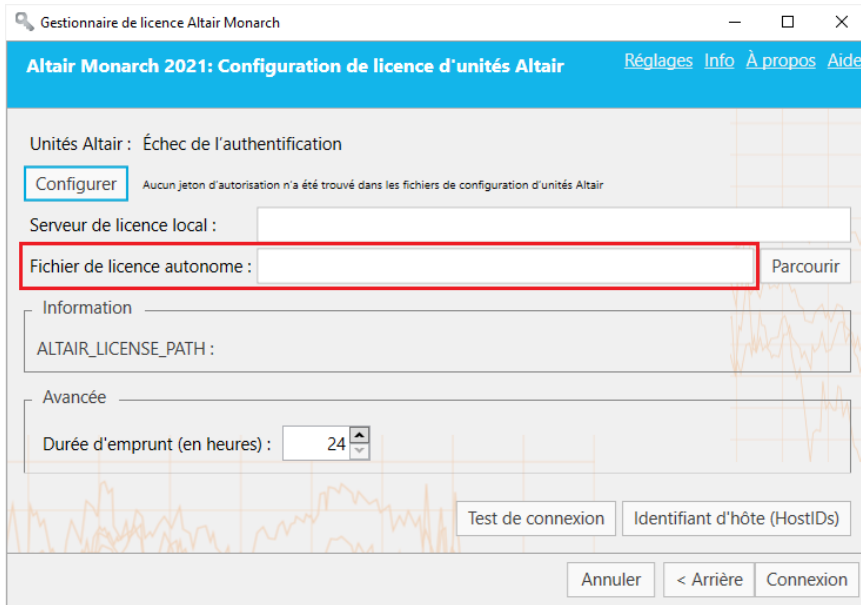 Gestionnaire de licence Altair Monarch
Altair Monarch 2021: Configuration de licence d'unités Altair
Réglages Info À propos Aide
Unités Altair : Échec de l'authentification
Configurer Aucun jeton d'autorisation n'a été trouvé dans les fichiers de configuration d'unités Altair
Serveur de licence local :
Fichier de licence autonome : Parcourir
Information
ALTAIR_LICENSE_PATH :
Avancée
Durée d'emprunt (en heures) : 24
Test de connexion Identifiant d'hôte (HostIDs)
Annuler < Arrière Connexion